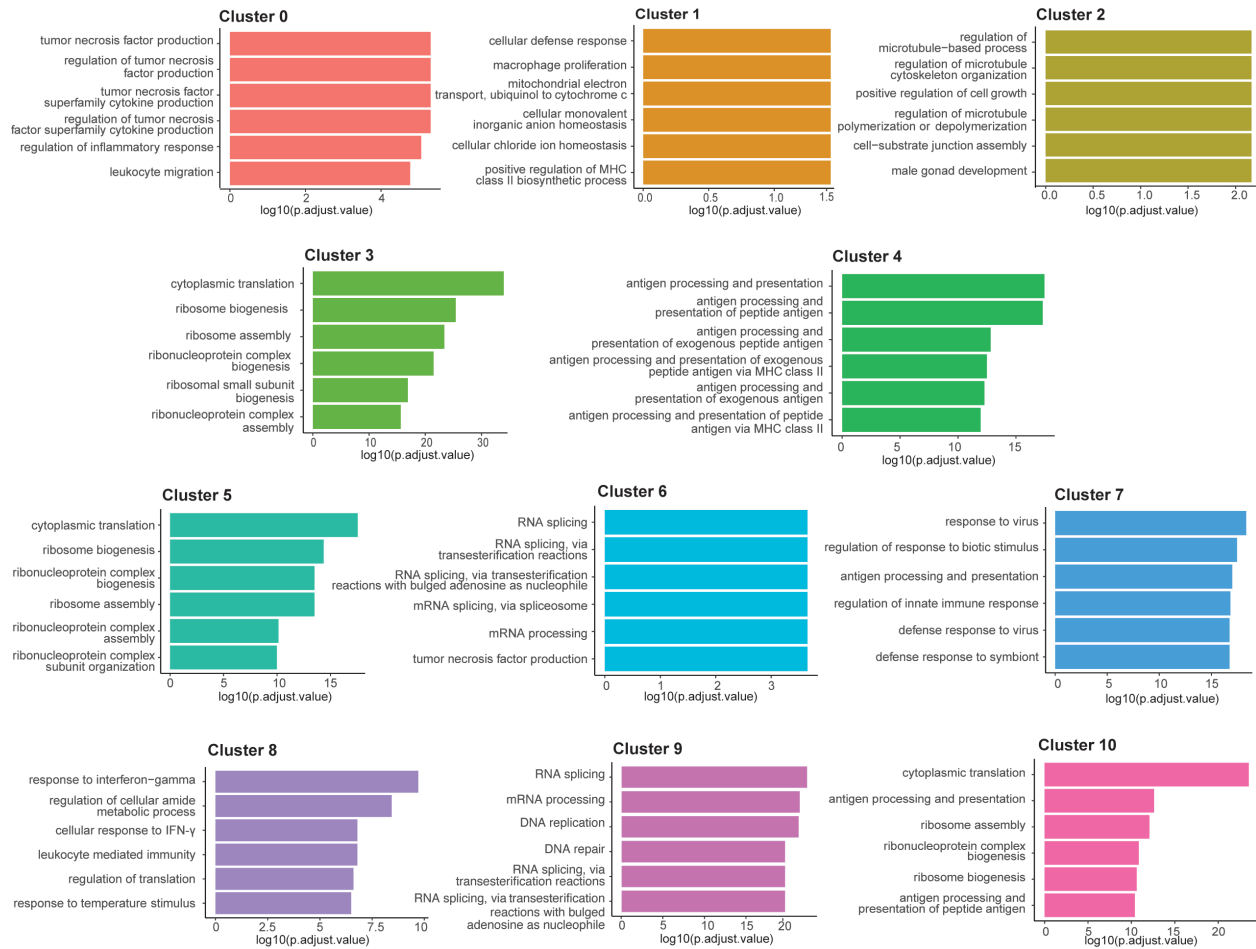 Cluster 0
tumor necrosis factor production
regulation of tumor necrosis
factor production
tumor necrosis factor
superfamily cytokine production
regulation of tumor necrosis
factor superfamily cytokine production
regulation of inflammatory response
leukocyte migration
0 2 4
log10(p.adjust.value)
Cluster 1
cellular defense response
macrophage proliferation
mitochondrial electron
transport, ubiquinol to cytochrome c
cellular monovalent
inorganic anion homeostasis
cellular chloride ion homeostasis
positive regulation of MHC
class II biosynthetic process
0.0 0.5 1.0 1.5
log10(p.adjust.value)
Cluster 2
regulation of
microtubule−based process
regulation of microtubule
cytoskeleton organization
positive regulation of cell growth
regulation of microtubule
polymerization or depolymerization
cell−substrate junction assembly
male gonad development
0.0 0.5 1.0 1.5 2.0
log10(p.adjust.value)
Cluster 3
cytoplasmic translation
ribosome biogenesis
ribosome assembly
ribonucleoprotein complex
biogenesis
ribosomal small subunit
biogenesis
ribonucleoprotein complex
assembly
0 10 20 30
log10(p.adjust.value)
Cluster 4
antigen processing and presentation
antigen processing and
presentation of peptide antigen
antigen processing and
presentation of exogenous peptide antigen
antigen processing and presentation of exogenous
peptide antigen via MHC class II
antigen processing and
presentation of exogenous antigen
antigen processing and presentation of peptide
antigen via MHC class II
0 5 10 15
log10(p.adjust.value)
Cluster 5
cytoplasmic translation
ribosome biogenesis
ribonucleoprotein complex
biogenesis
ribosome assembly
ribonucleoprotein complex
assembly
ribonucleoprotein complex
subunit organization
0 5 10 15
log10(p.adjust.value)
Cluster 6
RNA splicing
RNA splicing, via
transesterification reactions
RNA splicing, via transesterification
reactions with bulged adenosine as nucleophile
mRNA splicing, via spliceosome
mRNA processing
tumor necrosis factor production
0 1 2 3
log10(p.adjust.value)
Cluster 7
response to virus
regulation of response to biotic stimulus
antigen processing and presentation
regulation of innate immune response
defense response to virus
defense response to symbiont
0 5 10 15
log10(p.adjust.value)
Cluster 8
response to interferon−gamma
regulation of cellular amide
metabolic process
cellular response to IFN-γ
leukocyte mediated immunity
regulation of translation
response to temperature stimulus
0.0 2.5 5.0 7.5 10
log10(p.adjust.value)
Cluster 9
RNA splicing
mRNA processing
DNA replication
DNA repair
RNA splicing, via
transesterification reactions
RNA splicing, via transesterification
reactions with bulged
adenosine as nucleophile
0 5 10 15 20
log10(p.adjust.value)
Cluster 10
cytoplasmic translation
antigen processing and presentation
ribosome assembly
ribonucleoprotein complex
biogenesis
ribosome biogenesis
antigen processing and
presentation of peptide antigen
0 5 10 15 20
log10(p.adjust.value)